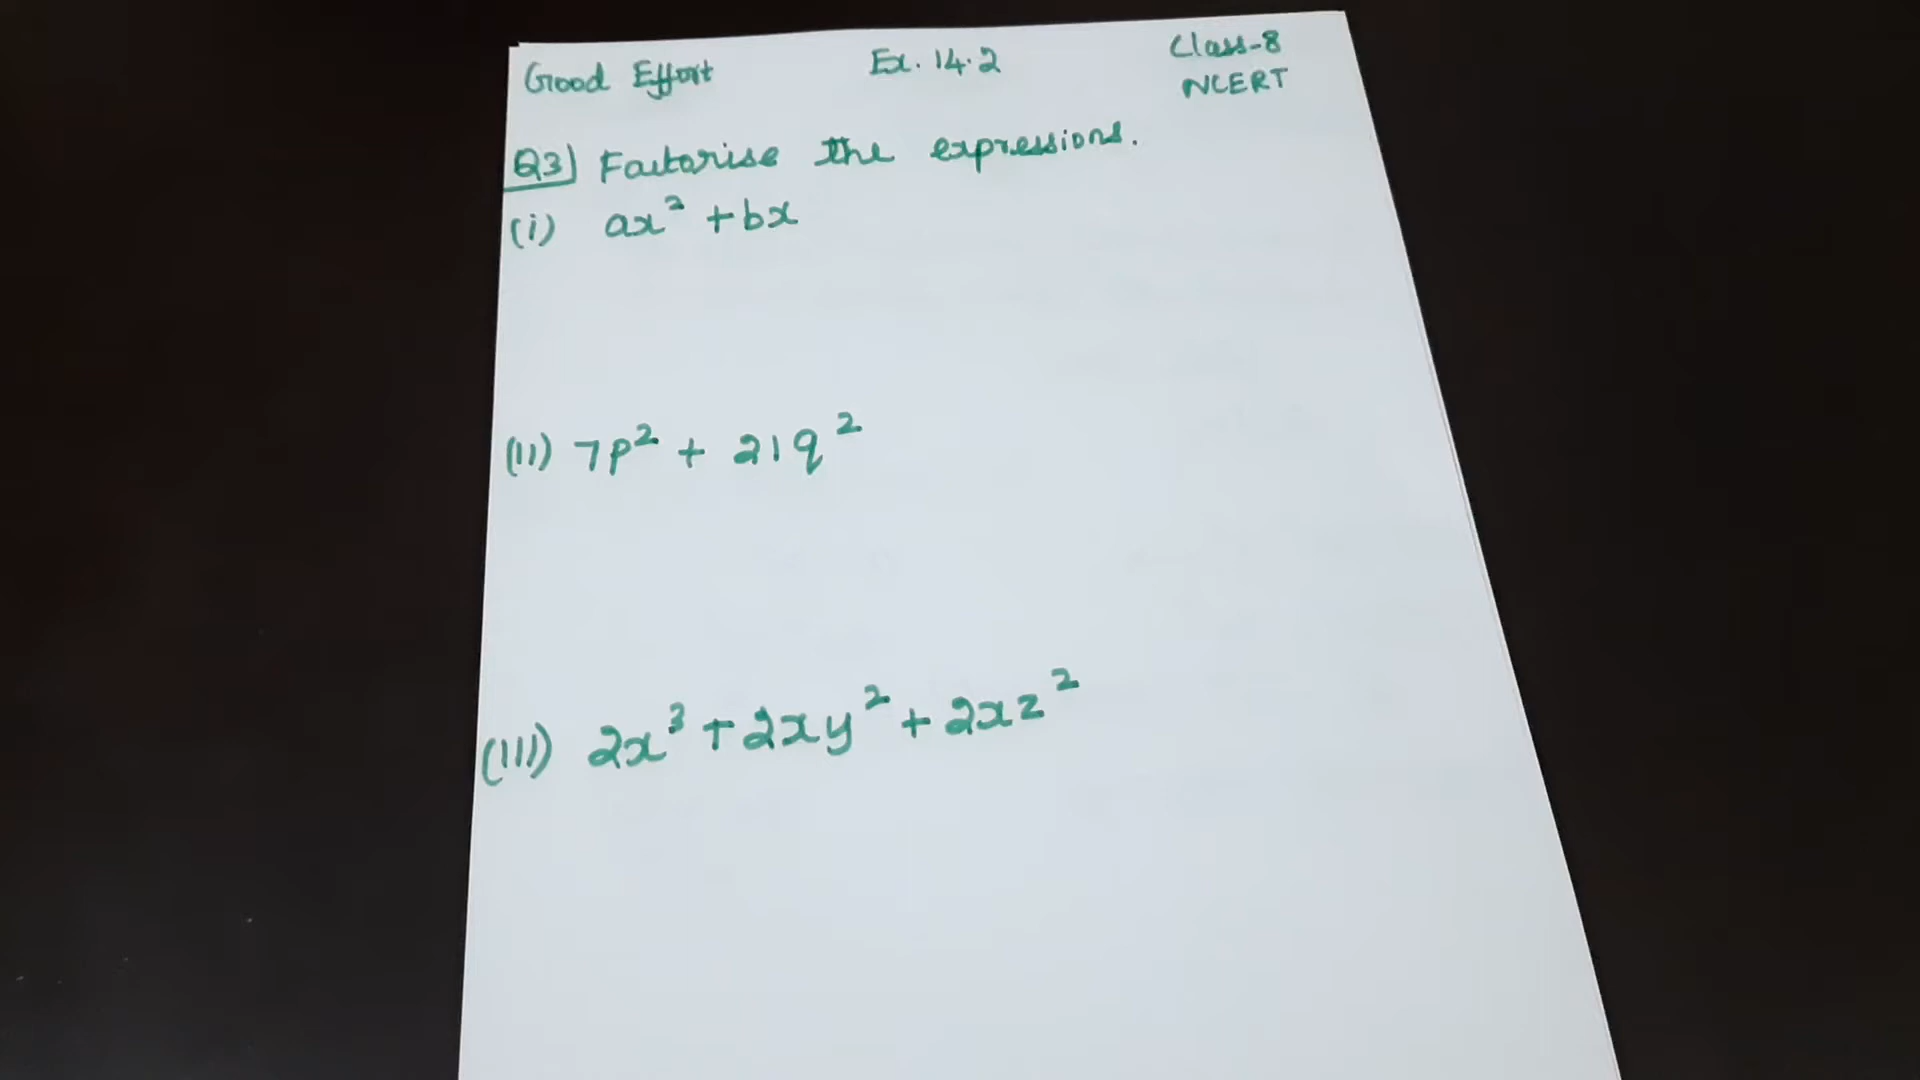 Good Effort Ex. 14.2 Class-8
NCERT
Q3) Factorise the expressions.
(i) ax² + bx
(ii) 7p² + 21q²
(iii) 2x³ + 2xy² + 2xz²